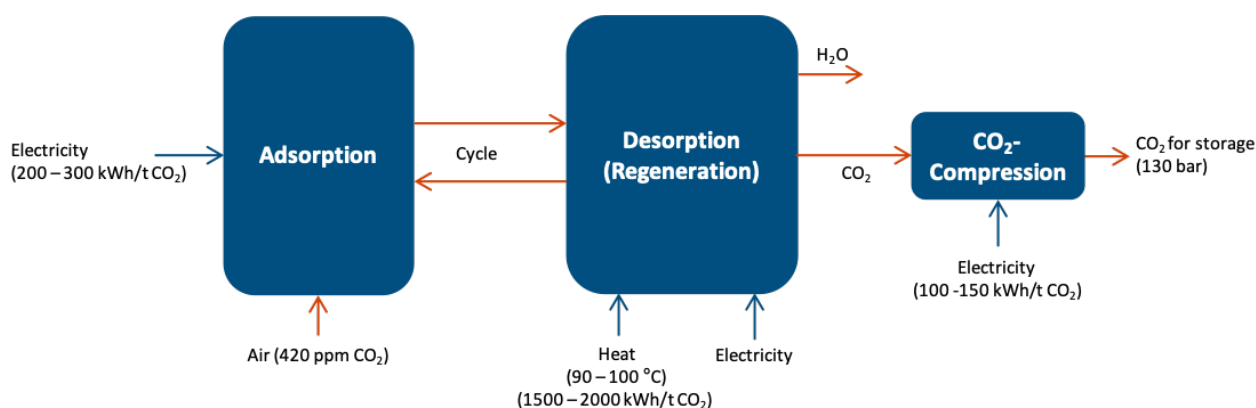 Electricity
(200 – 300 kWh/t CO₂)
Adsorption
Air (420 ppm CO₂)
Cycle
Desorption
(Regeneration)
Heat
(90 – 100 °C)
(1500 – 2000 kWh/t CO₂)
Electricity
H₂O
CO₂
CO₂-
Compression
Electricity
(100 -150 kWh/t CO₂)
CO₂ for storage
(130 bar)